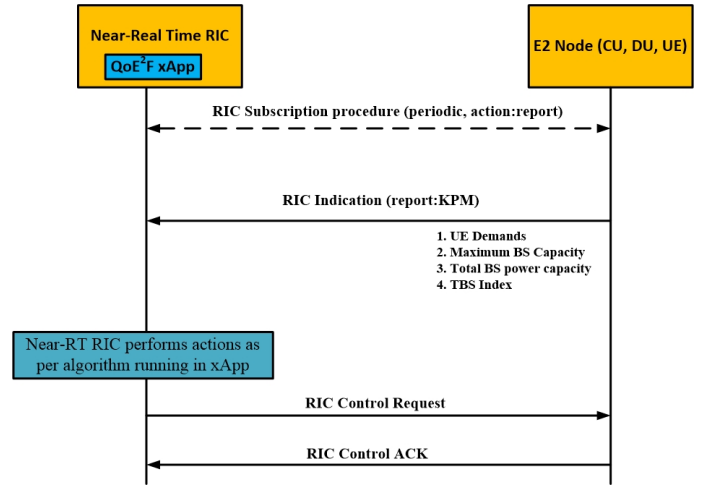 Near-Real Time RIC
QoE²F xApp
E2 Node (CU, DU, UE)
RIC Subscription procedure (periodic, action:report)
RIC Indication (report:KPM)
1. UE Demands
2. Maximum BS Capacity
3. Total BS power capacity
4. TBS Index
Near-RT RIC performs actions as
per algorithm running in xApp
RIC Control Request
RIC Control ACK